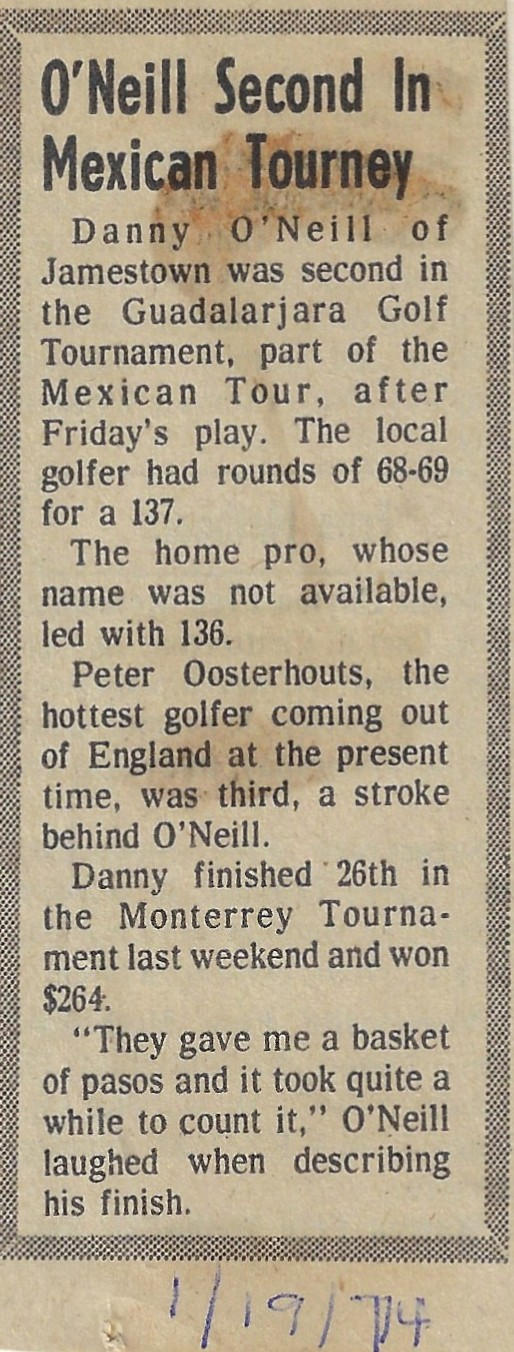 O'Neill Second In
Mexican Tourney
Danny O'Neill of
Jamestown was second in
the Guadalarjara Golf
Tournament, part of the
Mexican Tour, after
Friday's play. The local
golfer had rounds of 68-69
for a 137.
The home pro, whose
name was not available,
led with 136.
Peter Oosterhouts, the
hottest golfer coming out
of England at the present
time, was third, a stroke
behind O'Neill.
Danny finished 26th in
the Monterrey Tourna-
ment last weekend and won
$264.
"They gave me a basket
of pasos and it took quite a
while to count it," O'Neill
laughed when describing
his finish.
1/19/74